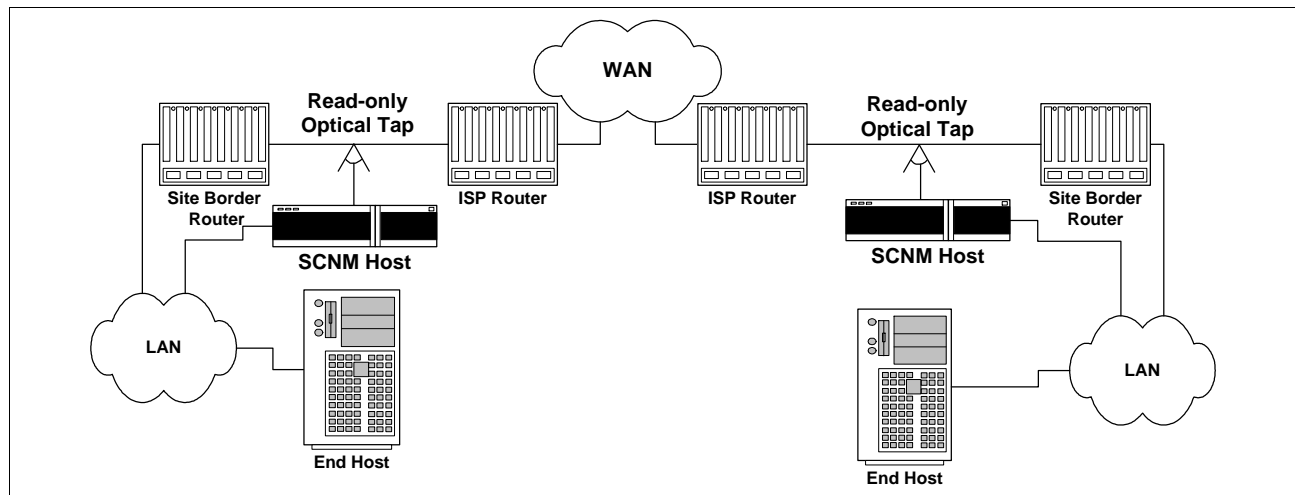 WAN
Read-only
Optical Tap
Read-only
Optical Tap
Site Border
Router
ISP Router
ISP Router
Site Border
Router
SCNM Host
SCNM Host
LAN
LAN
End Host
End Host